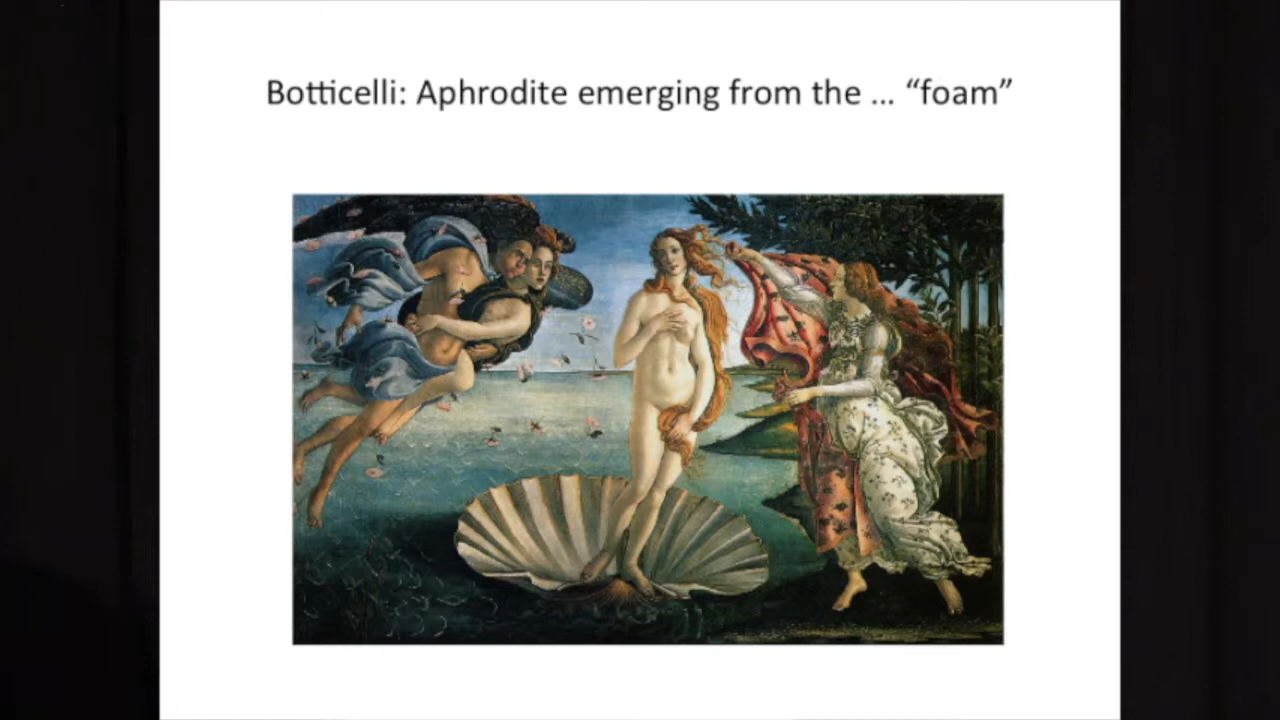 Botticelli: Aphrodite emerging from the … “foam”